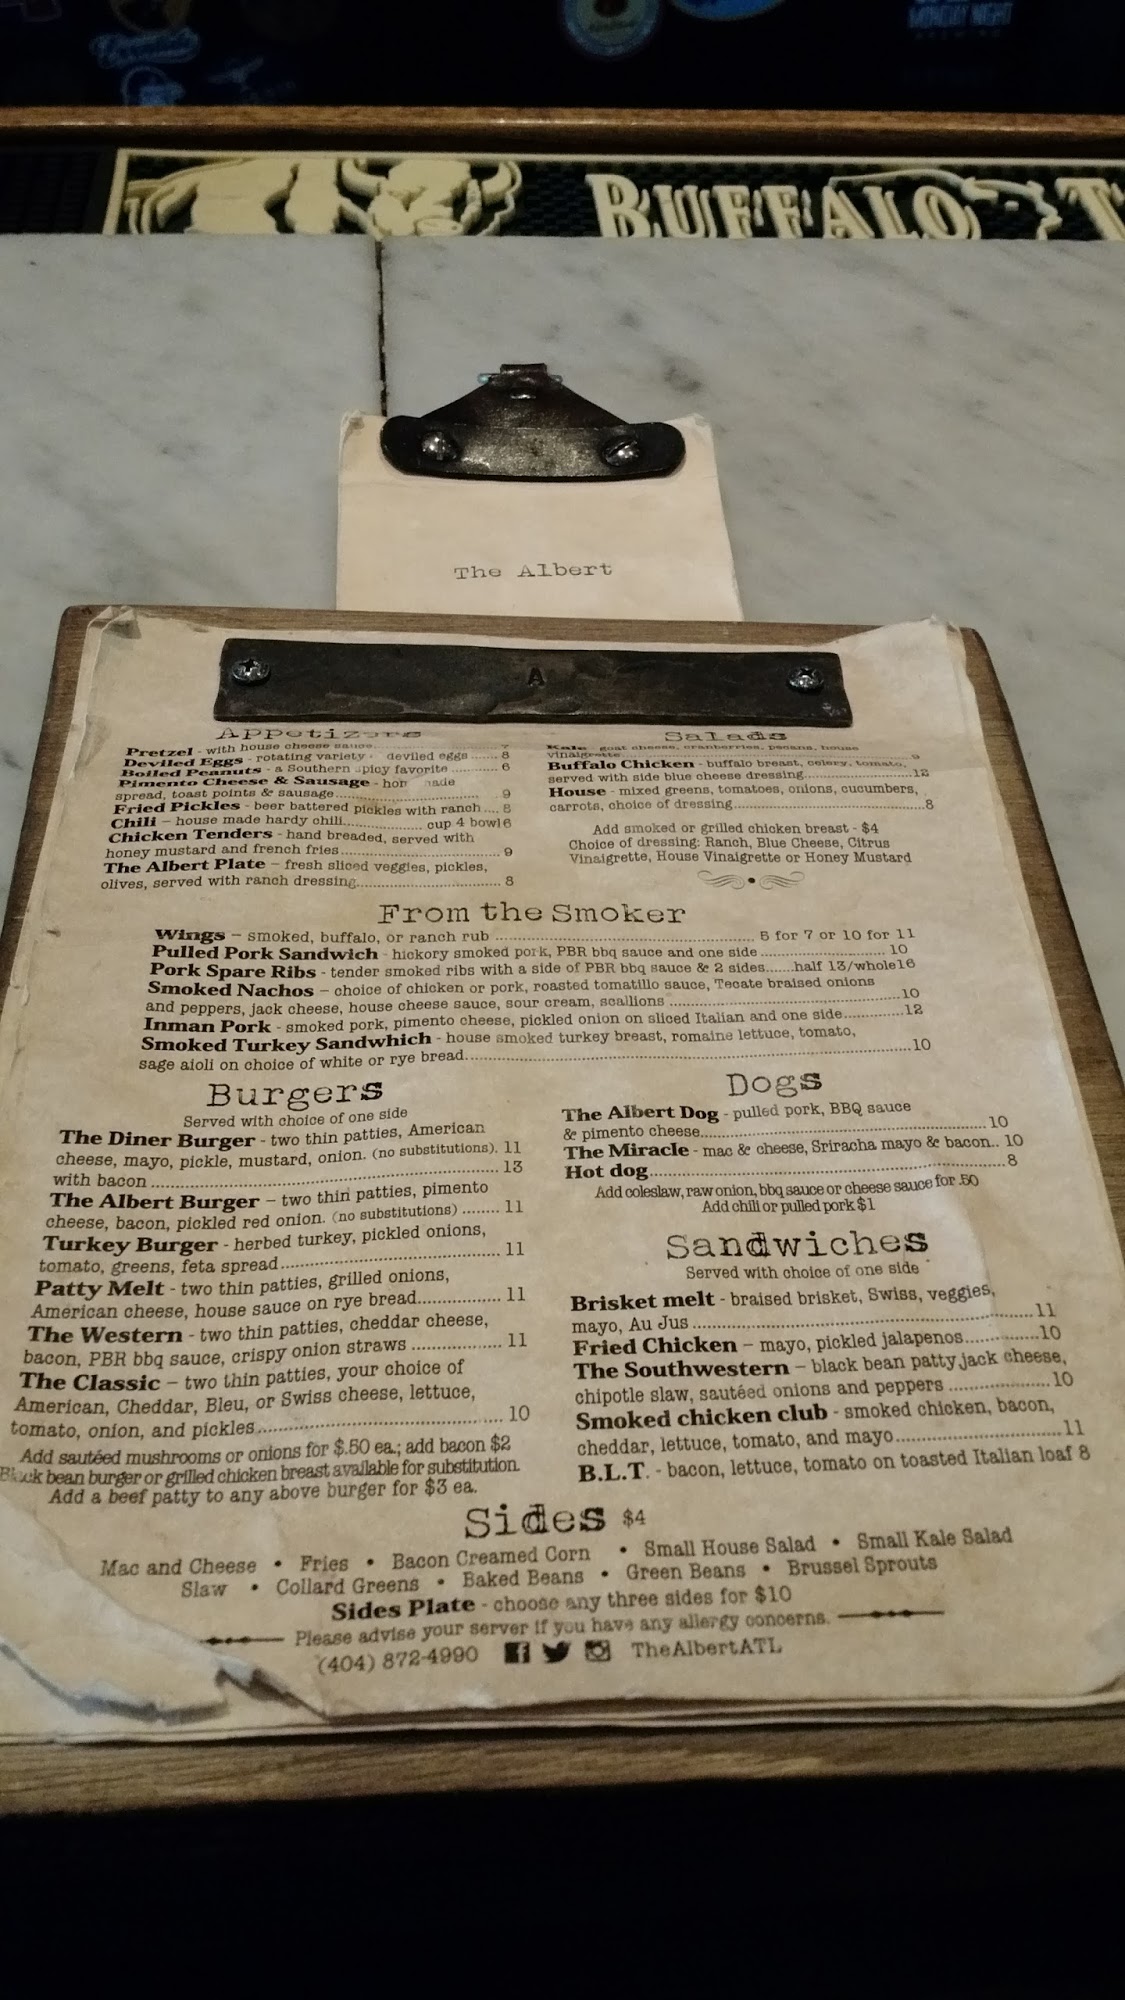 MONDAY NIGHT
BUFFALO T
The Albert
A
Appetizers
Pretzel - with house cheese sauce 7
Deviled Eggs - rotating variety deviled eggs ...... 8
Boiled Peanuts - a Southern spicy favorite ........... 6
Pimento Cheese & Sausage - hom ade
spread, toast points & sausage.............................. 9
Fried Pickles - beer battered pickles with ranch.... 8
Chili – house made hardy chili.................. cup 4 bowl 6
Chicken Tenders - hand breaded, served with
honey mustard and french fries............................... 9
The Albert Plate – fresh sliced veggies, pickles,
olives, served with ranch dressing............................ 8
Salads
Kale - goat cheese, cranberries, pecans, house
vinaigrette.................... 9
Buffalo Chicken - buffalo breast, celery, tomato,
served with side blue cheese dressing......................12
House - mixed greens, tomatoes, onions, cucumbers,
carrots, choice of dressing.......................................8
Add smoked or grilled chicken breast - $4
Choice of dressing: Ranch, Blue Cheese, Citrus
Vinaigrette, House Vinaigrette or Honey Mustard
From the Smoker
Wings – smoked, buffalo, or ranch rub .................................................... 5 for 7 or 10 for 11
Pulled Pork Sandwich - hickory smoked pork, PBR bbq sauce and one side ......................... 10
Pork Spare Ribs - tender smoked ribs with a side of PBR bbq sauce & 2 sides.......half 13/whole16
Smoked Nachos – choice of chicken or pork, roasted tomatillo sauce, Tecate braised onions
and peppers, jack cheese, house cheese sauce, sour cream, scallions ..............................................10
Inman Pork - smoked pork, pimento cheese, pickled onion on sliced Italian and one side.............12
Smoked Turkey Sandwhich - house smoked turkey breast, romaine lettuce, tomato,
sage aioli on choice of white or rye bread.............................................................................................10
Burgers
Served with choice of one side
The Diner Burger - two thin patties, American
cheese, mayo, pickle, mustard, onion. (no substitutions). 11
with bacon ................................................................ 13
The Albert Burger – two thin patties, pimento
cheese, bacon, pickled red onion. (no substitutions) ........ 11
Turkey Burger - herbed turkey, pickled onions,
tomato, greens, feta spread......................................... 11
Patty Melt - two thin patties, grilled onions,
American cheese, house sauce on rye bread................ 11
The Western - two thin patties, cheddar cheese,
bacon, PBR bbq sauce, crispy onion straws .................. 11
The Classic – two thin patties, your choice of
American, Cheddar, Bleu, or Swiss cheese, lettuce,
tomato, onion, and pickles............................................... 10
Add sautéed mushrooms or onions for $.50 ea.; add bacon $2
Black bean burger or grilled chicken breast available for substitution.
Add a beef patty to any above burger for $3 ea.
Dogs
The Albert Dog - pulled pork, BBQ sauce
& pimento cheese.......................................................10
The Miracle - mac & cheese, Sriracha mayo & bacon.. 10
Hot dog.....................................................................8
Add coleslaw, raw onion, bbq sauce or cheese sauce for .50
Add chili or pulled pork $1
Sandwiches
Served with choice of one side
Brisket melt - braised brisket, Swiss, veggies,
mayo, Au Jus .................................................................11
Fried Chicken – mayo, pickled jalapenos..............10
The Southwestern – black bean patty jack cheese,
chipotle slaw, sautéed onions and peppers ...................10
Smoked chicken club - smoked chicken, bacon,
cheddar, lettuce, tomato, and mayo...............................11
B.L.T. - bacon, lettuce, tomato on toasted Italian loaf 8
Sides $4
Mac and Cheese • Fries • Bacon Creamed Corn • Small House Salad • Small Kale Salad
Slaw • Collard Greens • Baked Beans • Green Beans • Brussel Sprouts
Sides Plate - choose any three sides for $10
Please advise your server if you have any allergy concerns.
(404) 872-4990 TheAlbertATL